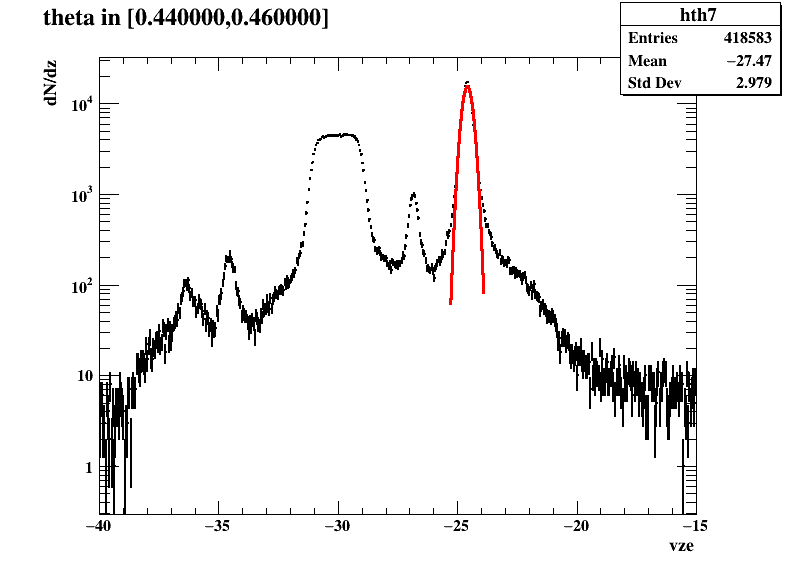 theta in [0.440000,0.460000]
hth7
Entries 418583
Mean −27.47
Std Dev 2.979
dN/dz
10^4
10^3
10^2
10
1
−40 −35 −30 −25 −20 −15
vze